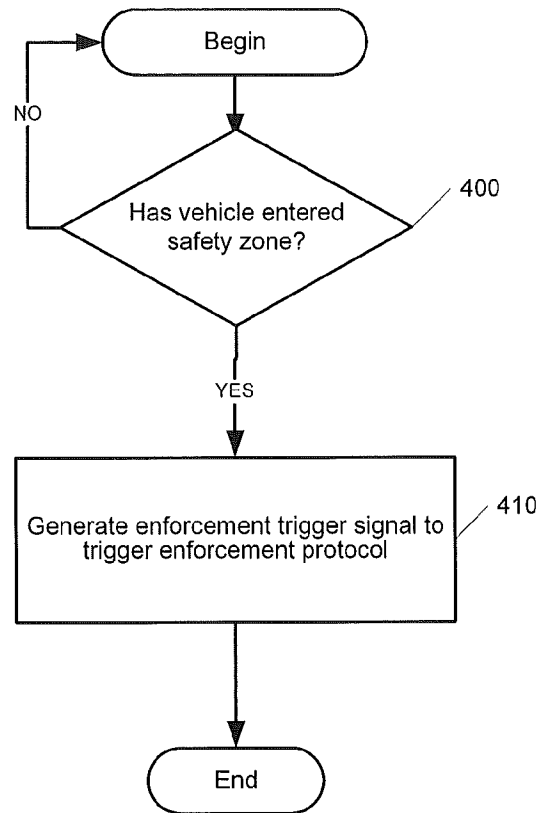 Begin
NO
Has vehicle entered
safety zone?
400
YES
Generate enforcement trigger signal to
trigger enforcement protocol
410
End